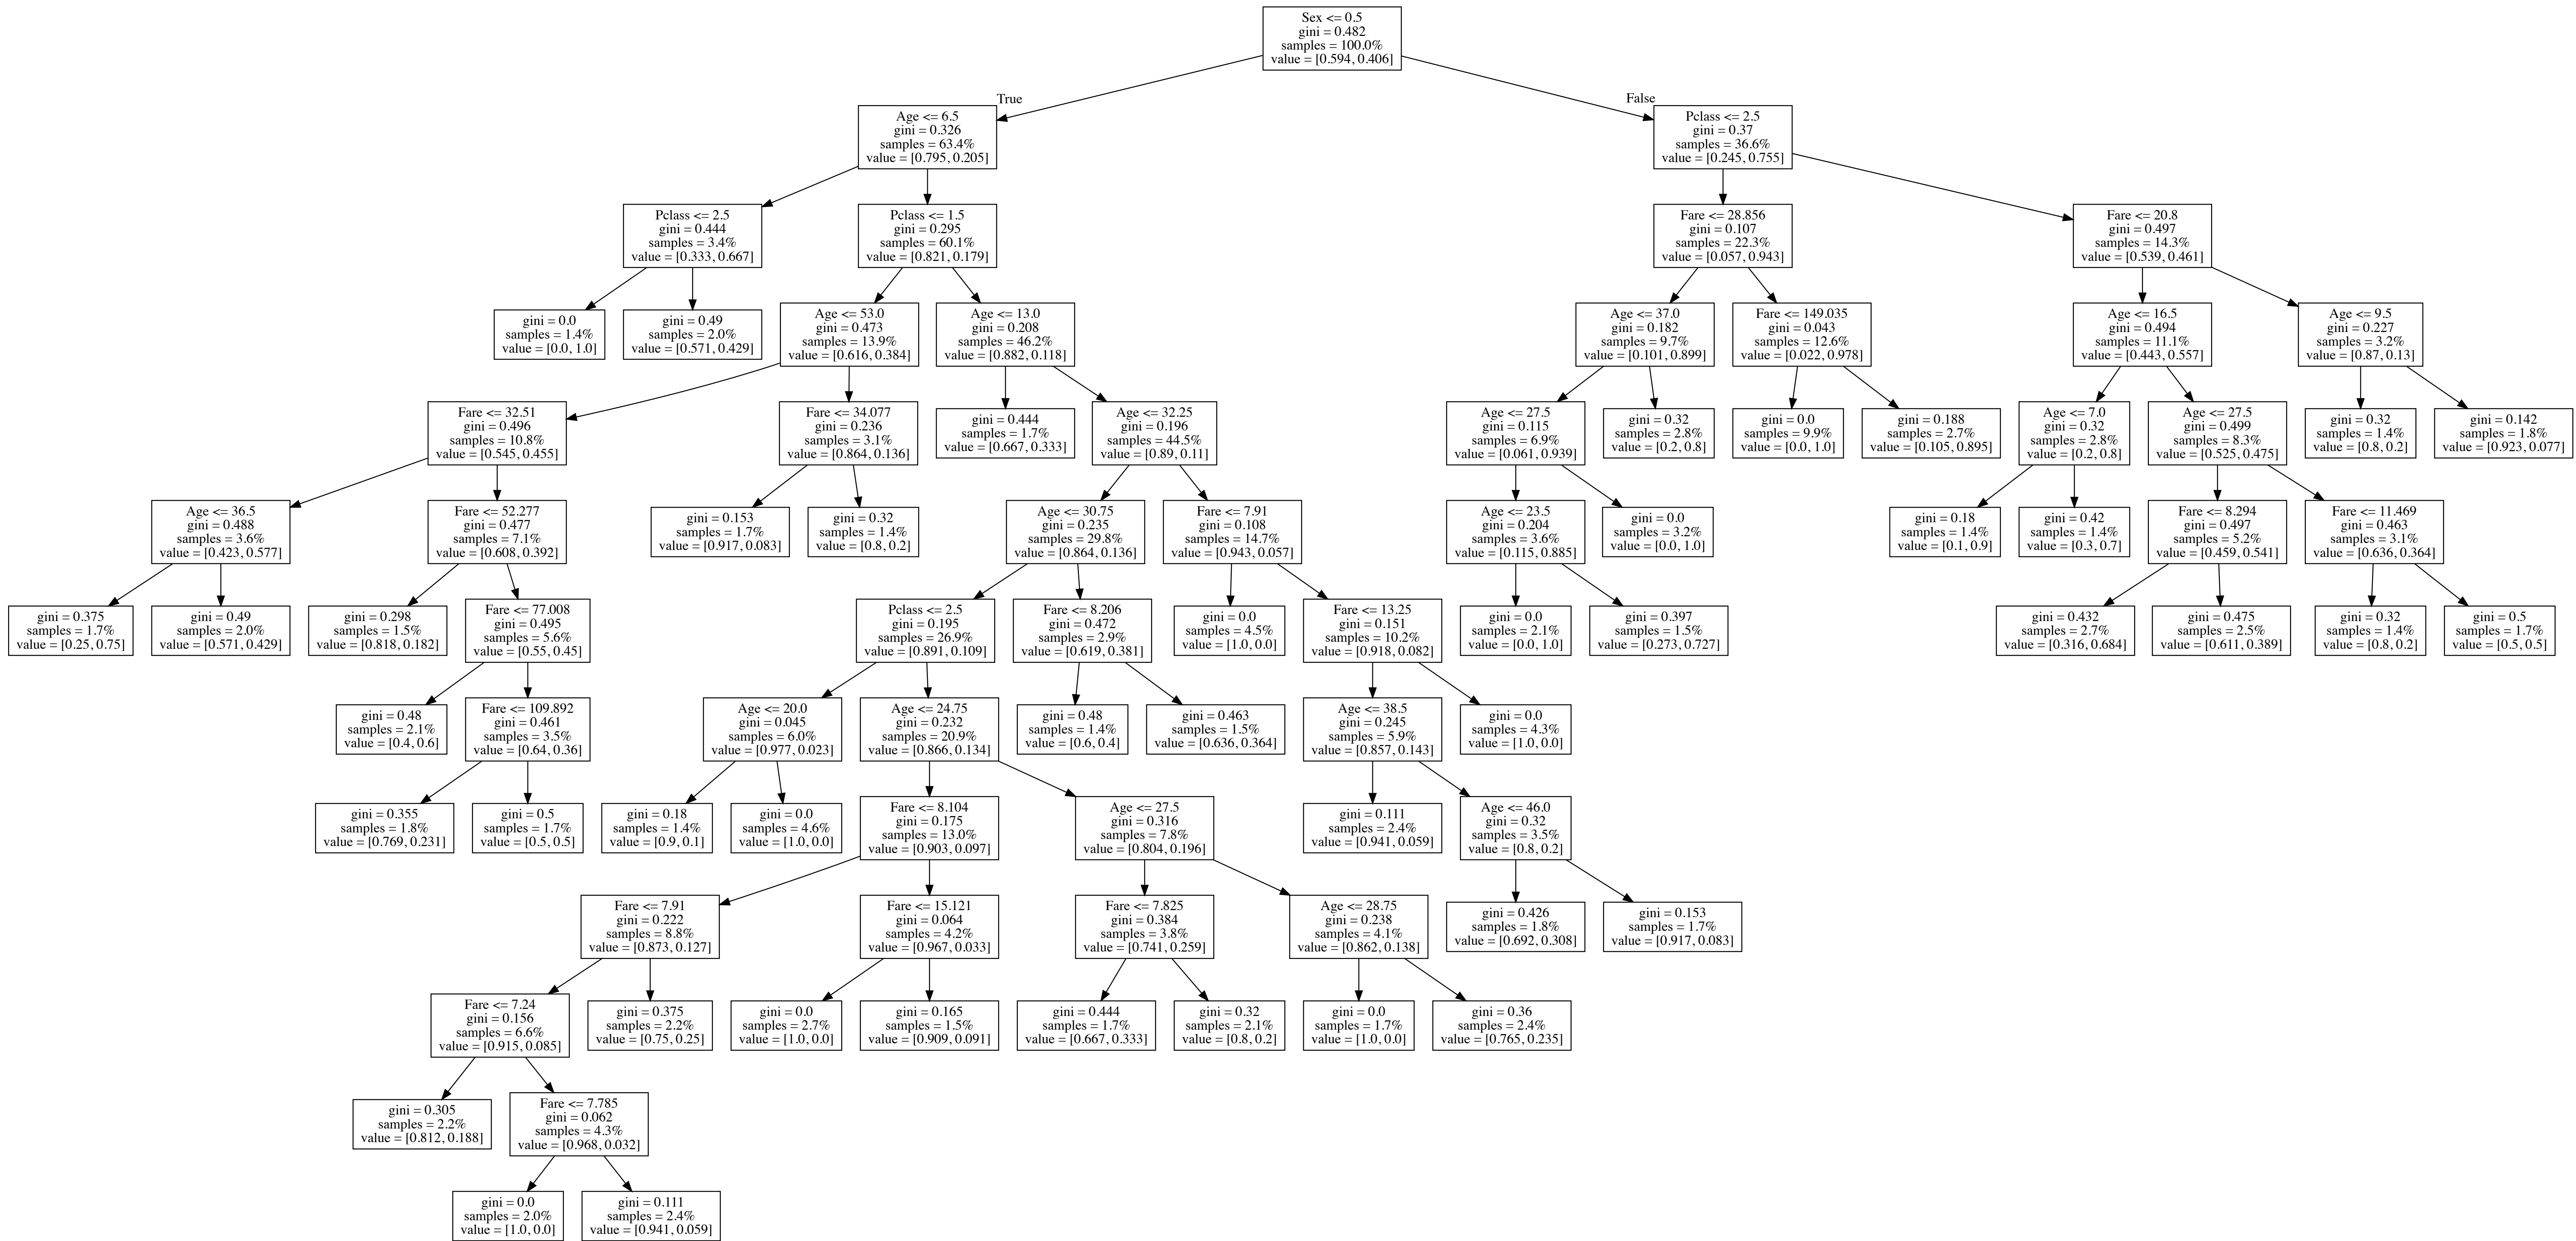 Sex <= 0.5
gini = 0.482
samples = 100.0%
value = [0.594, 0.406]
True
False
Age <= 6.5
gini = 0.326
samples = 63.4%
value = [0.795, 0.205]
Pclass <= 2.5
gini = 0.37
samples = 36.6%
value = [0.245, 0.755]
Pclass <= 2.5
gini = 0.444
samples = 3.4%
value = [0.333, 0.667]
Pclass <= 1.5
gini = 0.295
samples = 60.1%
value = [0.821, 0.179]
Fare <= 28.856
gini = 0.107
samples = 22.3%
value = [0.057, 0.943]
Fare <= 20.8
gini = 0.497
samples = 14.3%
value = [0.539, 0.461]
gini = 0.0
samples = 1.4%
value = [0.0, 1.0]
gini = 0.49
samples = 2.0%
value = [0.571, 0.429]
Age <= 53.0
gini = 0.473
samples = 13.9%
value = [0.616, 0.384]
Age <= 13.0
gini = 0.208
samples = 46.2%
value = [0.882, 0.118]
Age <= 37.0
gini = 0.182
samples = 9.7%
value = [0.101, 0.899]
Fare <= 149.035
gini = 0.043
samples = 12.6%
value = [0.022, 0.978]
Age <= 16.5
gini = 0.494
samples = 11.1%
value = [0.443, 0.557]
Age <= 9.5
gini = 0.227
samples = 3.2%
value = [0.87, 0.13]
Fare <= 32.51
gini = 0.496
samples = 10.8%
value = [0.545, 0.455]
Fare <= 34.077
gini = 0.236
samples = 3.1%
value = [0.864, 0.136]
gini = 0.444
samples = 1.7%
value = [0.667, 0.333]
Age <= 32.25
gini = 0.196
samples = 44.5%
value = [0.89, 0.11]
Age <= 27.5
gini = 0.115
samples = 6.9%
value = [0.061, 0.939]
gini = 0.32
samples = 2.8%
value = [0.2, 0.8]
gini = 0.0
samples = 9.9%
value = [0.0, 1.0]
gini = 0.188
samples = 2.7%
value = [0.105, 0.895]
Age <= 7.0
gini = 0.32
samples = 2.8%
value = [0.2, 0.8]
Age <= 27.5
gini = 0.499
samples = 8.3%
value = [0.525, 0.475]
gini = 0.32
samples = 1.4%
value = [0.8, 0.2]
gini = 0.142
samples = 1.8%
value = [0.923, 0.077]
Age <= 36.5
gini = 0.488
samples = 3.6%
value = [0.423, 0.577]
Fare <= 52.277
gini = 0.477
samples = 7.1%
value = [0.608, 0.392]
gini = 0.153
samples = 1.7%
value = [0.917, 0.083]
gini = 0.32
samples = 1.4%
value = [0.8, 0.2]
Age <= 30.75
gini = 0.235
samples = 29.8%
value = [0.864, 0.136]
Fare <= 7.91
gini = 0.108
samples = 14.7%
value = [0.943, 0.057]
Age <= 23.5
gini = 0.204
samples = 3.6%
value = [0.115, 0.885]
gini = 0.0
samples = 3.2%
value = [0.0, 1.0]
gini = 0.18
samples = 1.4%
value = [0.1, 0.9]
gini = 0.42
samples = 1.4%
value = [0.3, 0.7]
Fare <= 8.294
gini = 0.497
samples = 5.2%
value = [0.459, 0.541]
Fare <= 11.469
gini = 0.463
samples = 3.1%
value = [0.636, 0.364]
gini = 0.375
samples = 1.7%
value = [0.25, 0.75]
gini = 0.49
samples = 2.0%
value = [0.571, 0.429]
gini = 0.298
samples = 1.5%
value = [0.818, 0.182]
Fare <= 77.008
gini = 0.495
samples = 5.6%
value = [0.55, 0.45]
Pclass <= 2.5
gini = 0.195
samples = 26.9%
value = [0.891, 0.109]
Fare <= 8.206
gini = 0.472
samples = 2.9%
value = [0.619, 0.381]
gini = 0.0
samples = 4.5%
value = [1.0, 0.0]
Fare <= 13.25
gini = 0.151
samples = 10.2%
value = [0.918, 0.082]
gini = 0.0
samples = 2.1%
value = [0.0, 1.0]
gini = 0.397
samples = 1.5%
value = [0.273, 0.727]
gini = 0.432
samples = 2.7%
value = [0.316, 0.684]
gini = 0.475
samples = 2.5%
value = [0.611, 0.389]
gini = 0.32
samples = 1.4%
value = [0.8, 0.2]
gini = 0.5
samples = 1.7%
value = [0.5, 0.5]
gini = 0.48
samples = 2.1%
value = [0.4, 0.6]
Fare <= 109.892
gini = 0.461
samples = 3.5%
value = [0.64, 0.36]
Age <= 20.0
gini = 0.045
samples = 6.0%
value = [0.977, 0.023]
Age <= 24.75
gini = 0.232
samples = 20.9%
value = [0.866, 0.134]
gini = 0.48
samples = 1.4%
value = [0.6, 0.4]
gini = 0.463
samples = 1.5%
value = [0.636, 0.364]
Age <= 38.5
gini = 0.245
samples = 5.9%
value = [0.857, 0.143]
gini = 0.0
samples = 4.3%
value = [1.0, 0.0]
gini = 0.355
samples = 1.8%
value = [0.769, 0.231]
gini = 0.5
samples = 1.7%
value = [0.5, 0.5]
gini = 0.18
samples = 1.4%
value = [0.9, 0.1]
gini = 0.0
samples = 4.6%
value = [1.0, 0.0]
Fare <= 8.104
gini = 0.175
samples = 13.0%
value = [0.903, 0.097]
Age <= 27.5
gini = 0.316
samples = 7.8%
value = [0.804, 0.196]
gini = 0.111
samples = 2.4%
value = [0.941, 0.059]
Age <= 46.0
gini = 0.32
samples = 3.5%
value = [0.8, 0.2]
Fare <= 7.91
gini = 0.222
samples = 8.8%
value = [0.873, 0.127]
Fare <= 15.121
gini = 0.064
samples = 4.2%
value = [0.967, 0.033]
Fare <= 7.825
gini = 0.384
samples = 3.8%
value = [0.741, 0.259]
Age <= 28.75
gini = 0.238
samples = 4.1%
value = [0.862, 0.138]
gini = 0.426
samples = 1.8%
value = [0.692, 0.308]
gini = 0.153
samples = 1.7%
value = [0.917, 0.083]
Fare <= 7.24
gini = 0.156
samples = 6.6%
value = [0.915, 0.085]
gini = 0.375
samples = 2.2%
value = [0.75, 0.25]
gini = 0.0
samples = 2.7%
value = [1.0, 0.0]
gini = 0.165
samples = 1.5%
value = [0.909, 0.091]
gini = 0.444
samples = 1.7%
value = [0.667, 0.333]
gini = 0.32
samples = 2.1%
value = [0.8, 0.2]
gini = 0.0
samples = 1.7%
value = [1.0, 0.0]
gini = 0.36
samples = 2.4%
value = [0.765, 0.235]
gini = 0.305
samples = 2.2%
value = [0.812, 0.188]
Fare <= 7.785
gini = 0.062
samples = 4.3%
value = [0.968, 0.032]
gini = 0.0
samples = 2.0%
value = [1.0, 0.0]
gini = 0.111
samples = 2.4%
value = [0.941, 0.059]